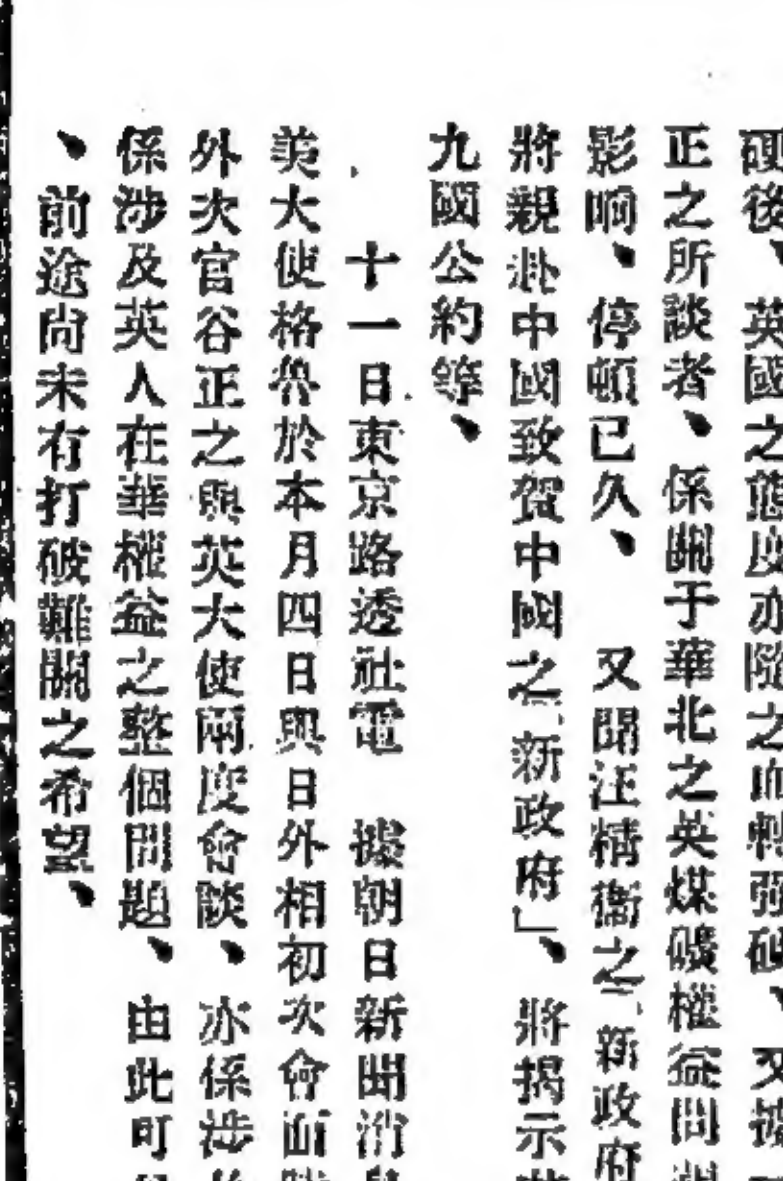 硬後、英國之態度亦隨之而轉強硬、又據
正之所談者、係關于華北之英煤礦權益問題
影响、停頓已久、　又聞汪精衞之「新政府
將親赴中國致賀中國之「新政府」、將揭示
九國公約等、
十一日東京路透社電　據朝日新聞消息
美大使格魯於本月四日與日外相初次會面
外次官谷正之與英大使兩度會談、亦係涉
係涉及英人在華權益之整個問題、由此可
、前途尚未有打破難關之希望、